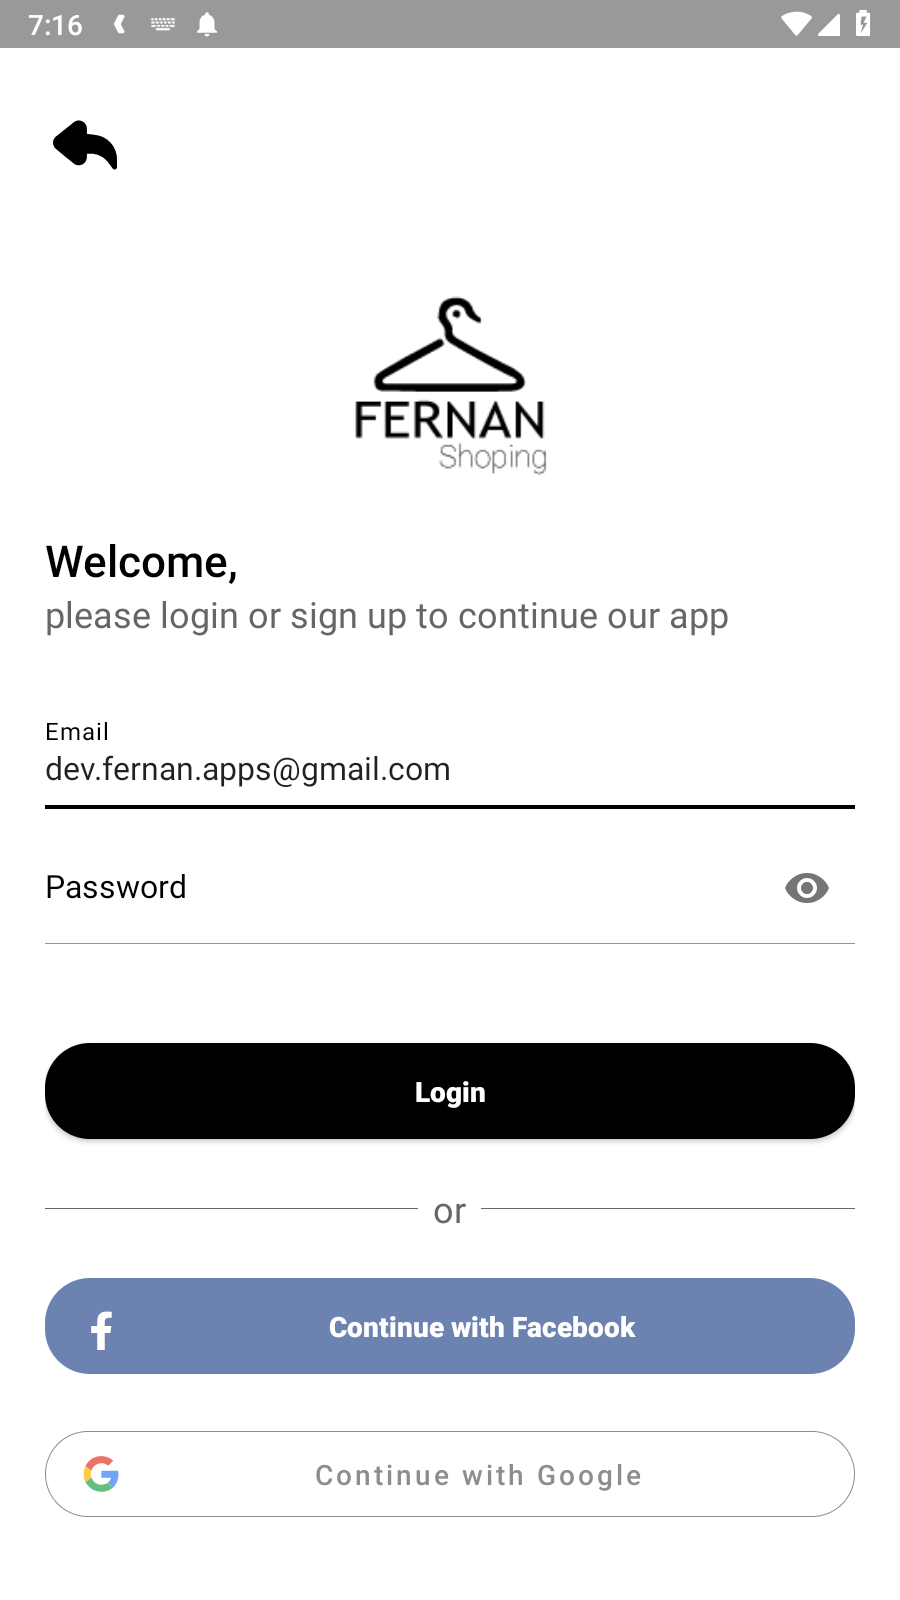 7:16
FERNAN
Shoping
Welcome,
please login or sign up to continue our app
Email
dev.fernan.apps@gmail.com
Password
Login
or
Continue with Facebook
Continue with Google